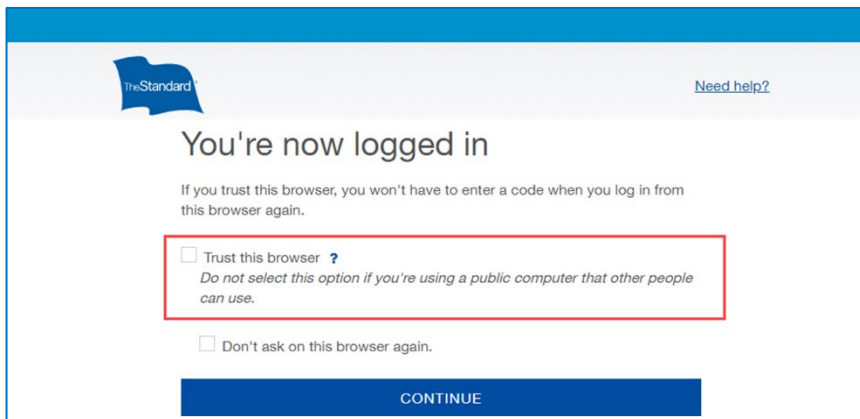 TheStandard
Need help?
You're now logged in
If you trust this browser, you won't have to enter a code when you log in from
this browser again.
Trust this browser ?
Do not select this option if you're using a public computer that other people
can use.
Don't ask on this browser again.
CONTINUE